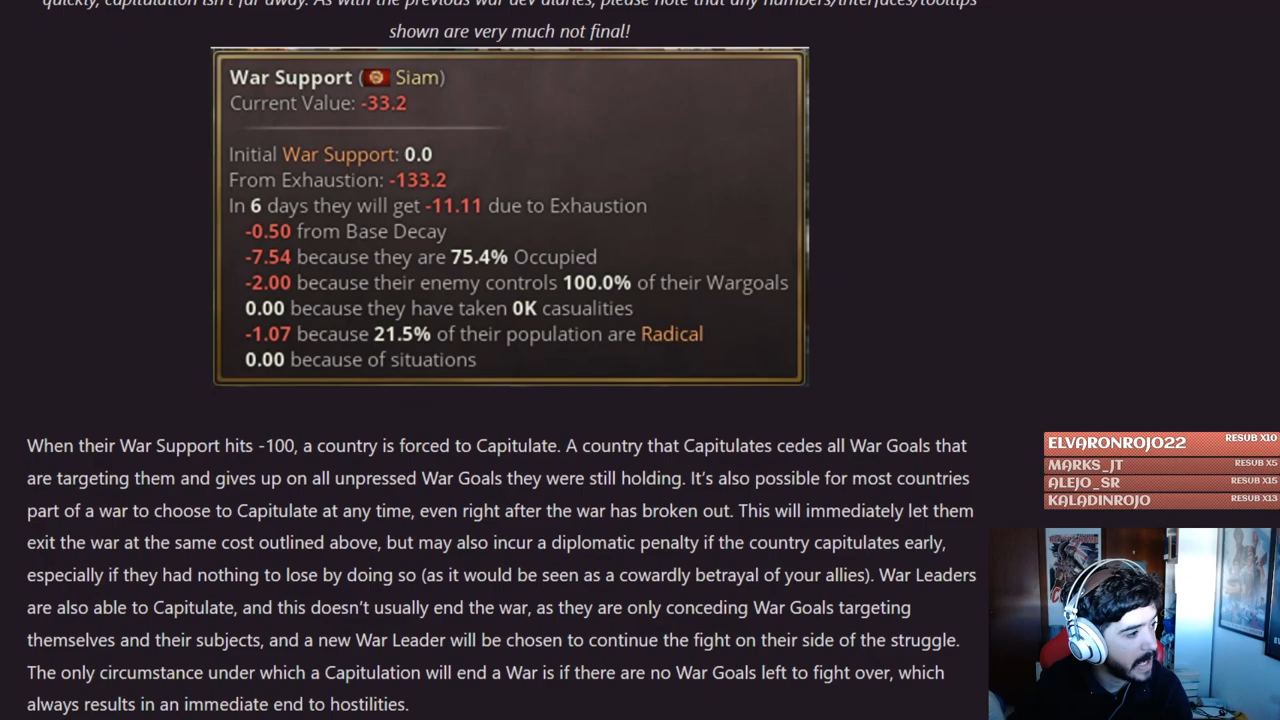 quickly, capitulation isn't far away. As with the previous war dev diaries, please note that any numbers/interfaces/tooltips
shown are very much not final!
War Support (Siam)
Current Value: -33.2
Initial War Support: 0.0
From Exhaustion: -133.2
In 6 days they will get -11.11 due to Exhaustion
-0.50 from Base Decay
-7.54 because they are 75.4% Occupied
-2.00 because their enemy controls 100.0% of their Wargoals
0.00 because they have taken 0K casualities
-1.07 because 21.5% of their population are Radical
0.00 because of situations
When their War Support hits -100, a country is forced to Capitulate. A country that Capitulates cedes all War Goals that
are targeting them and gives up on all unpressed War Goals they were still holding. It's also possible for most countries
part of a war to choose to Capitulate at any time, even right after the war has broken out. This will immediately let them
exit the war at the same cost outlined above, but may also incur a diplomatic penalty if the country capitulates early,
especially if they had nothing to lose by doing so (as it would be seen as a cowardly betrayal of your allies). War Leaders
are also able to Capitulate, and this doesn't usually end the war, as they are only conceding War Goals targeting
themselves and their subjects, and a new War Leader will be chosen to continue the fight on their side of the struggle.
The only circumstance under which a Capitulation will end a War is if there are no War Goals left to fight over, which
always results in an immediate end to hostilities.
ELVARONROJO22 RESUB X10
MARKS_JT RESUB X5
ALEJO_SR RESUB X15
KALADINROJO RESUB X13